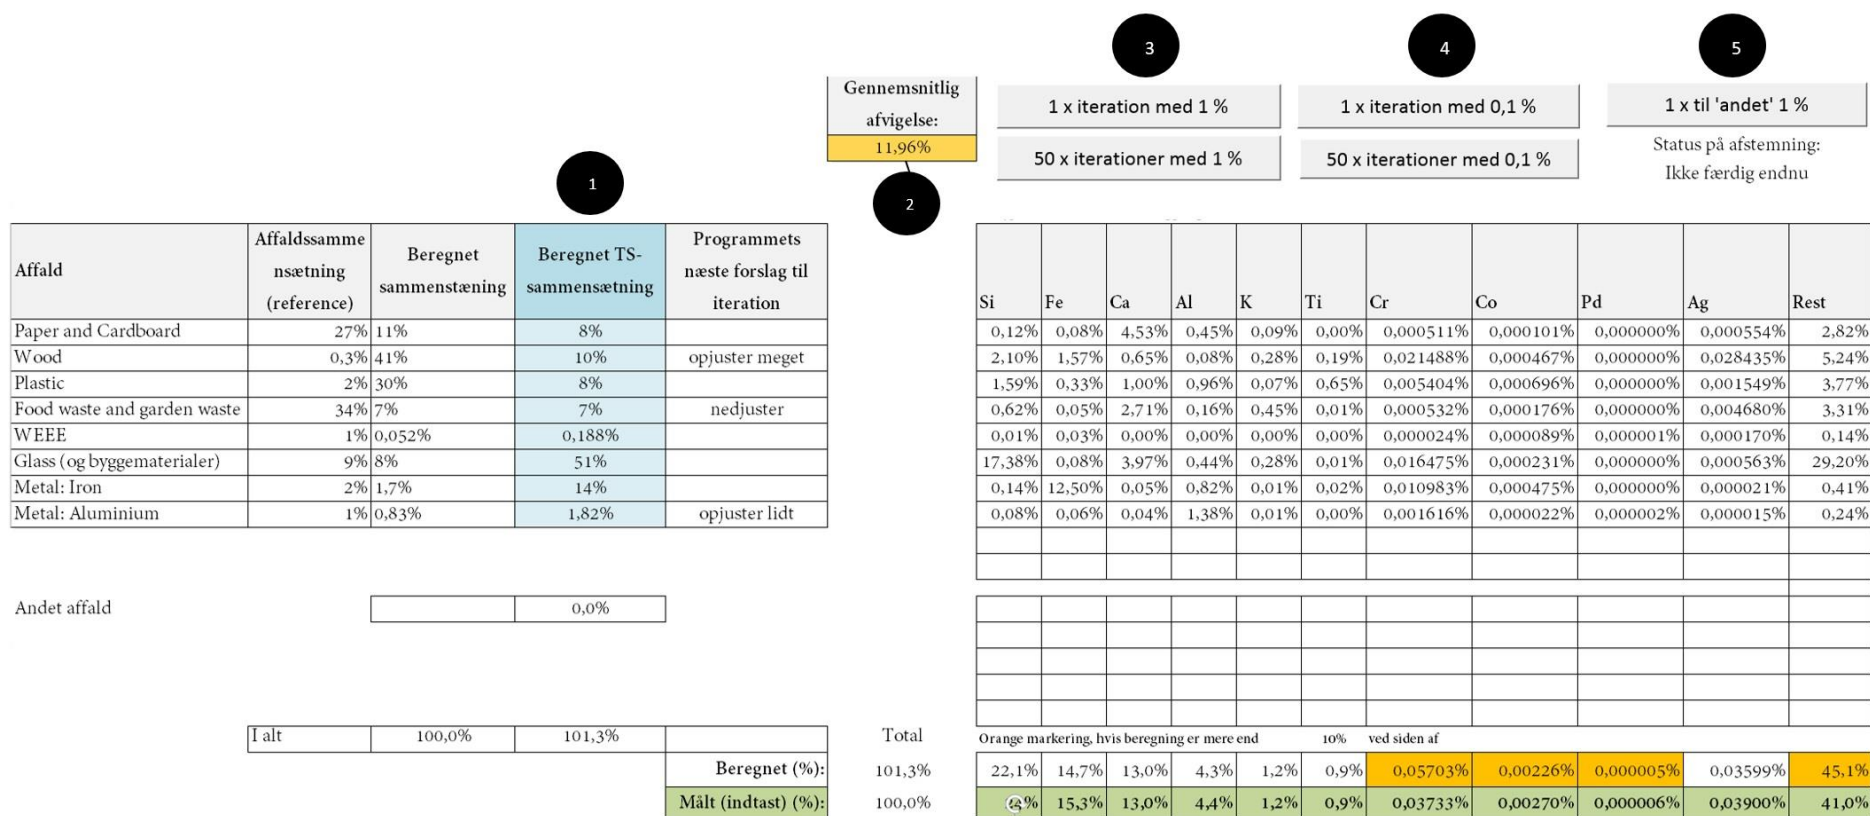 3
4
5
Gennemsnitlig
afvigelse:
11,96%
1 x iteration med 1 %
1 x iteration med 0,1 %
1 x til 'andet' 1 %
50 x iterationer med 1 %
50 x iterationer med 0,1 %
Status på afstemning:
Ikke færdig endnu
1
2
Affald
Affaldssamme
nsætning
(reference)
Beregnet
sammenstæning
Beregnet TS-
sammensætning
Programmets
næste forslag til
iteration
Si Fe Ca Al K Ti Cr Co Pd Ag Rest
Paper and Cardboard 27% 11% 8% 0,12% 0,08% 4,53% 0,45% 0,09% 0,00% 0,000511% 0,000101% 0,000000% 0,000554% 2,82%
Wood 0,3% 41% 10% opjuster meget 2,10% 1,57% 0,65% 0,08% 0,28% 0,19% 0,021488% 0,000467% 0,000000% 0,028435% 5,24%
Plastic 2% 30% 8% 1,59% 0,33% 1,00% 0,96% 0,07% 0,65% 0,005404% 0,000696% 0,000000% 0,001549% 3,77%
Food waste and garden waste 34% 7% 7% nedjuster 0,62% 0,05% 2,71% 0,16% 0,45% 0,01% 0,000532% 0,000176% 0,000000% 0,004680% 3,31%
WEEE 1% 0,052% 0,188% 0,01% 0,03% 0,00% 0,00% 0,00% 0,00% 0,000024% 0,000089% 0,000001% 0,000170% 0,14%
Glass (og byggematerialer) 9% 8% 51% 17,38% 0,08% 3,97% 0,44% 0,28% 0,01% 0,016475% 0,000231% 0,000000% 0,000563% 29,20%
Metal: Iron 2% 1,7% 14% 0,14% 12,50% 0,05% 0,82% 0,01% 0,02% 0,010983% 0,000475% 0,000000% 0,000021% 0,41%
Metal: Aluminium 1% 0,83% 1,82% opjuster lidt 0,08% 0,06% 0,04% 1,38% 0,01% 0,00% 0,001616% 0,000022% 0,000002% 0,000015% 0,24%
Andet affald 0,0%
I alt 100,0% 101,3% Total Orange markering, hvis beregning er mere end 10% ved siden af
Beregnet (%): 101,3% 22,1% 14,7% 13,0% 4,3% 1,2% 0,9% 0,05703% 0,00226% 0,000005% 0,03599% 45,1%
Målt (indtast) (%): 100,0% 15,3% 13,0% 4,4% 1,2% 0,9% 0,03733% 0,00270% 0,000006% 0,03900% 41,0%